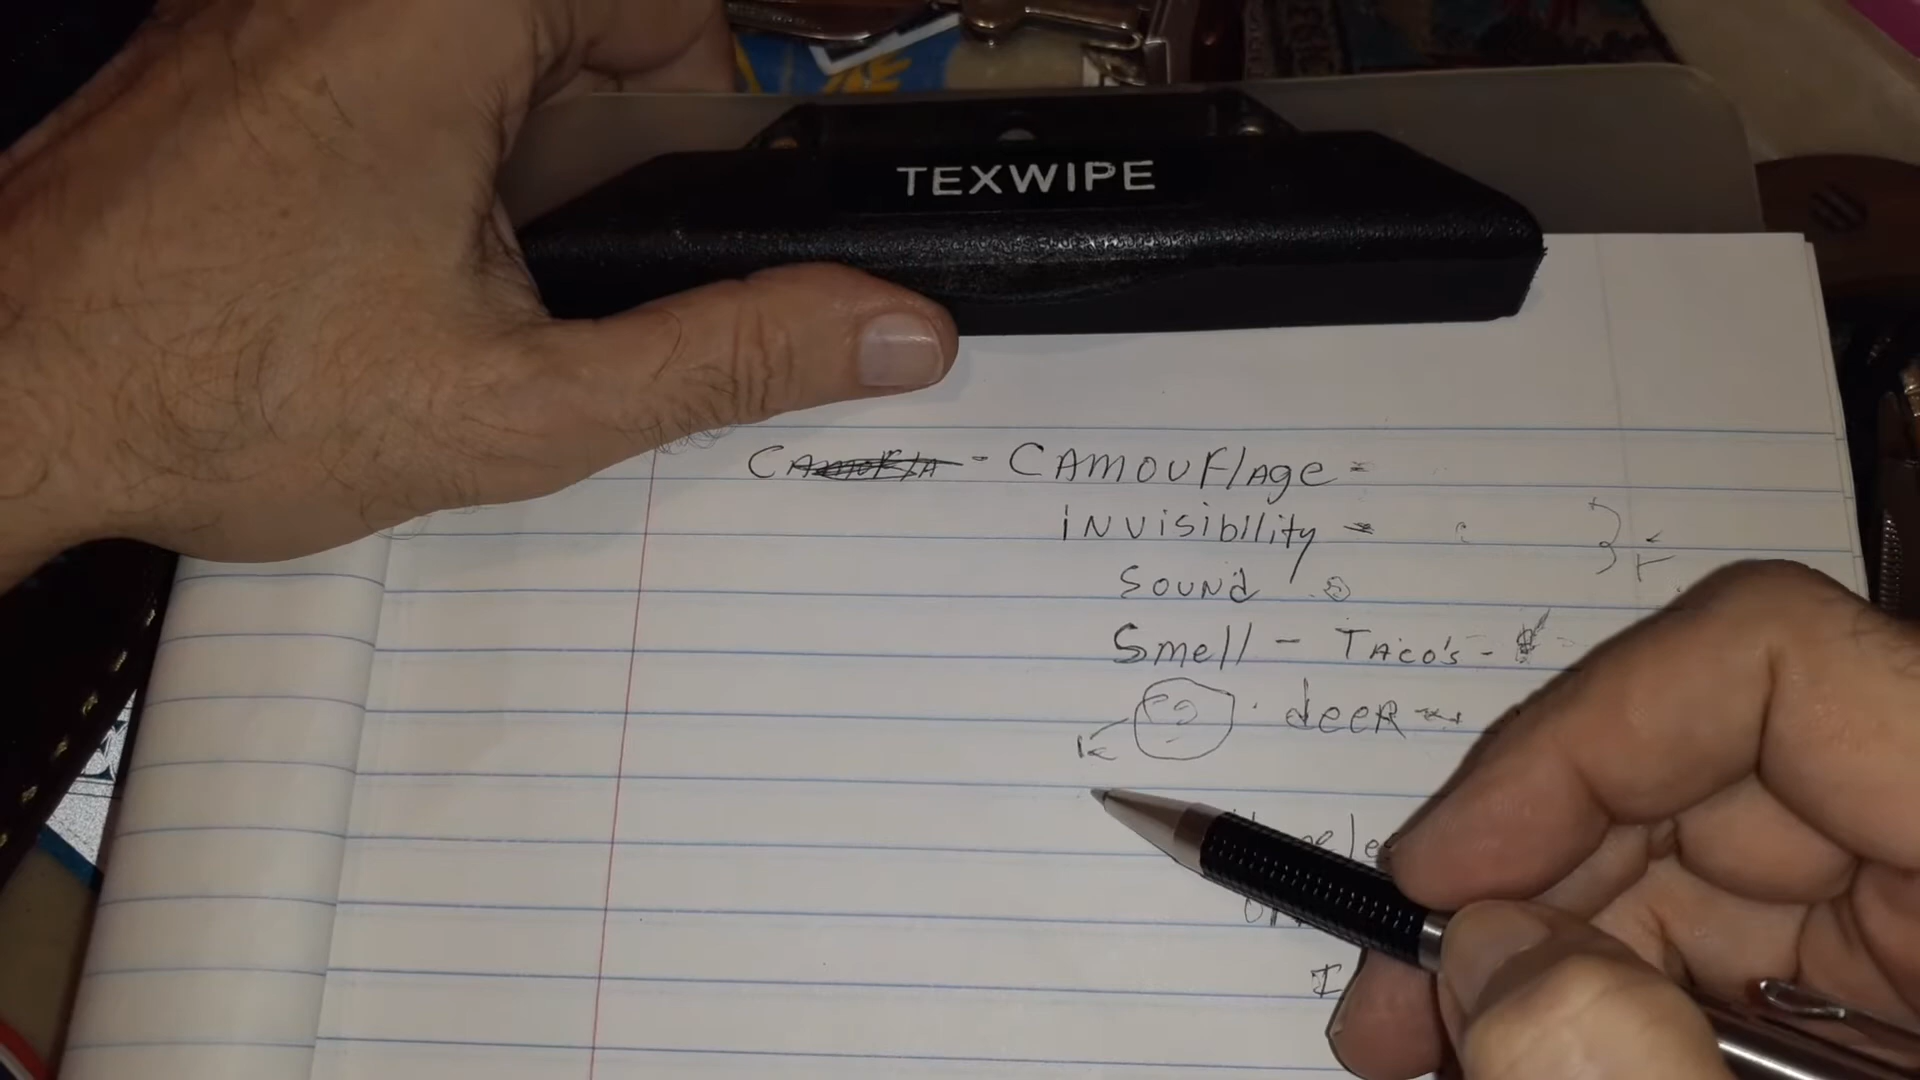 TEXWIPE
- CAMOUFlAge -
iNVisibility -
SOUNd
Smell - TACO's -
deeR
I